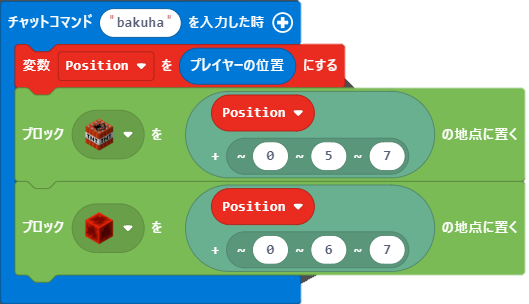 チャットコマンド "bakuha" を入力した時
変数 Position を プレイヤーの位置 にする
Position
ブロック を の地点に置く
+ ~ 0 ~ 5 ~ 7
Position
ブロック を の地点に置く
+ ~ 0 ~ 6 ~ 7